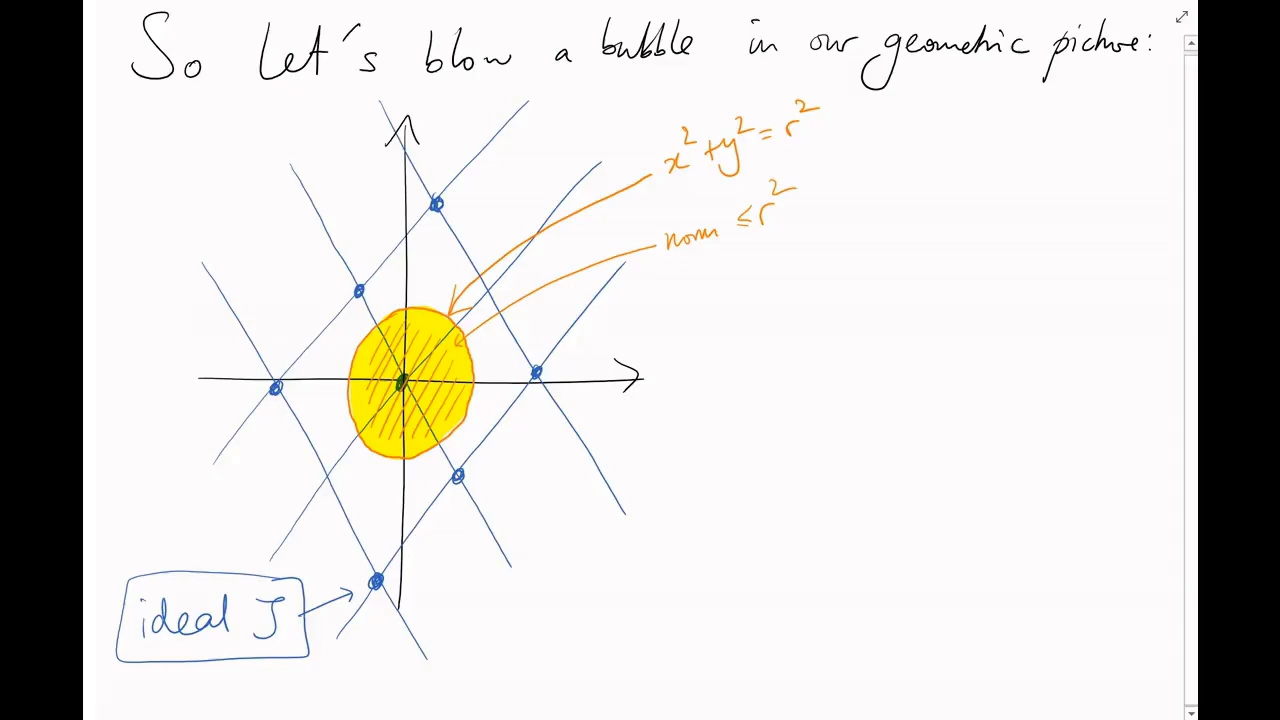 So Let's blow a bubble in our geometric picture:
x² + y² = r²
norm ≤ r²
ideal J